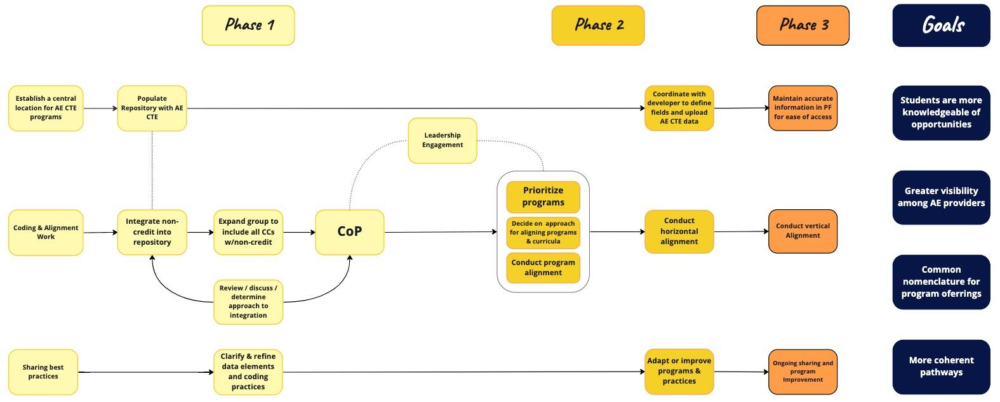 Phase 1
Phase 2
Phase 3
Goals
Establish a central
location for AE CTE
programs
Populate
Repository with AE
CTE
Coordinate with
developer to define
fields and upload
AE CTE data
Maintain accurate
information in PF
for ease of access
Students are more
knowledgeable of
opportunities
Leadership
Engagement
Greater visibility
among AE providers
Coding & Alignment
Work
Integrate non-
credit into
repository
Expand group to
include all CCs
w/non-credit
CoP
Prioritize
programs
Decide on approach
for aligning programs
& curricula
Conduct program
alignment
Conduct
horizontal
alignment
Conduct vertical
Alignment
Common
nomenclature for
program oferrings
Review / discuss /
determine
approach to
integration
Sharing best
practices
Clarify & refine
data elements
and coding
practices
Adapt or improve
programs &
practices
Ongoing sharing and
program
Improvement
More coherent
pathways